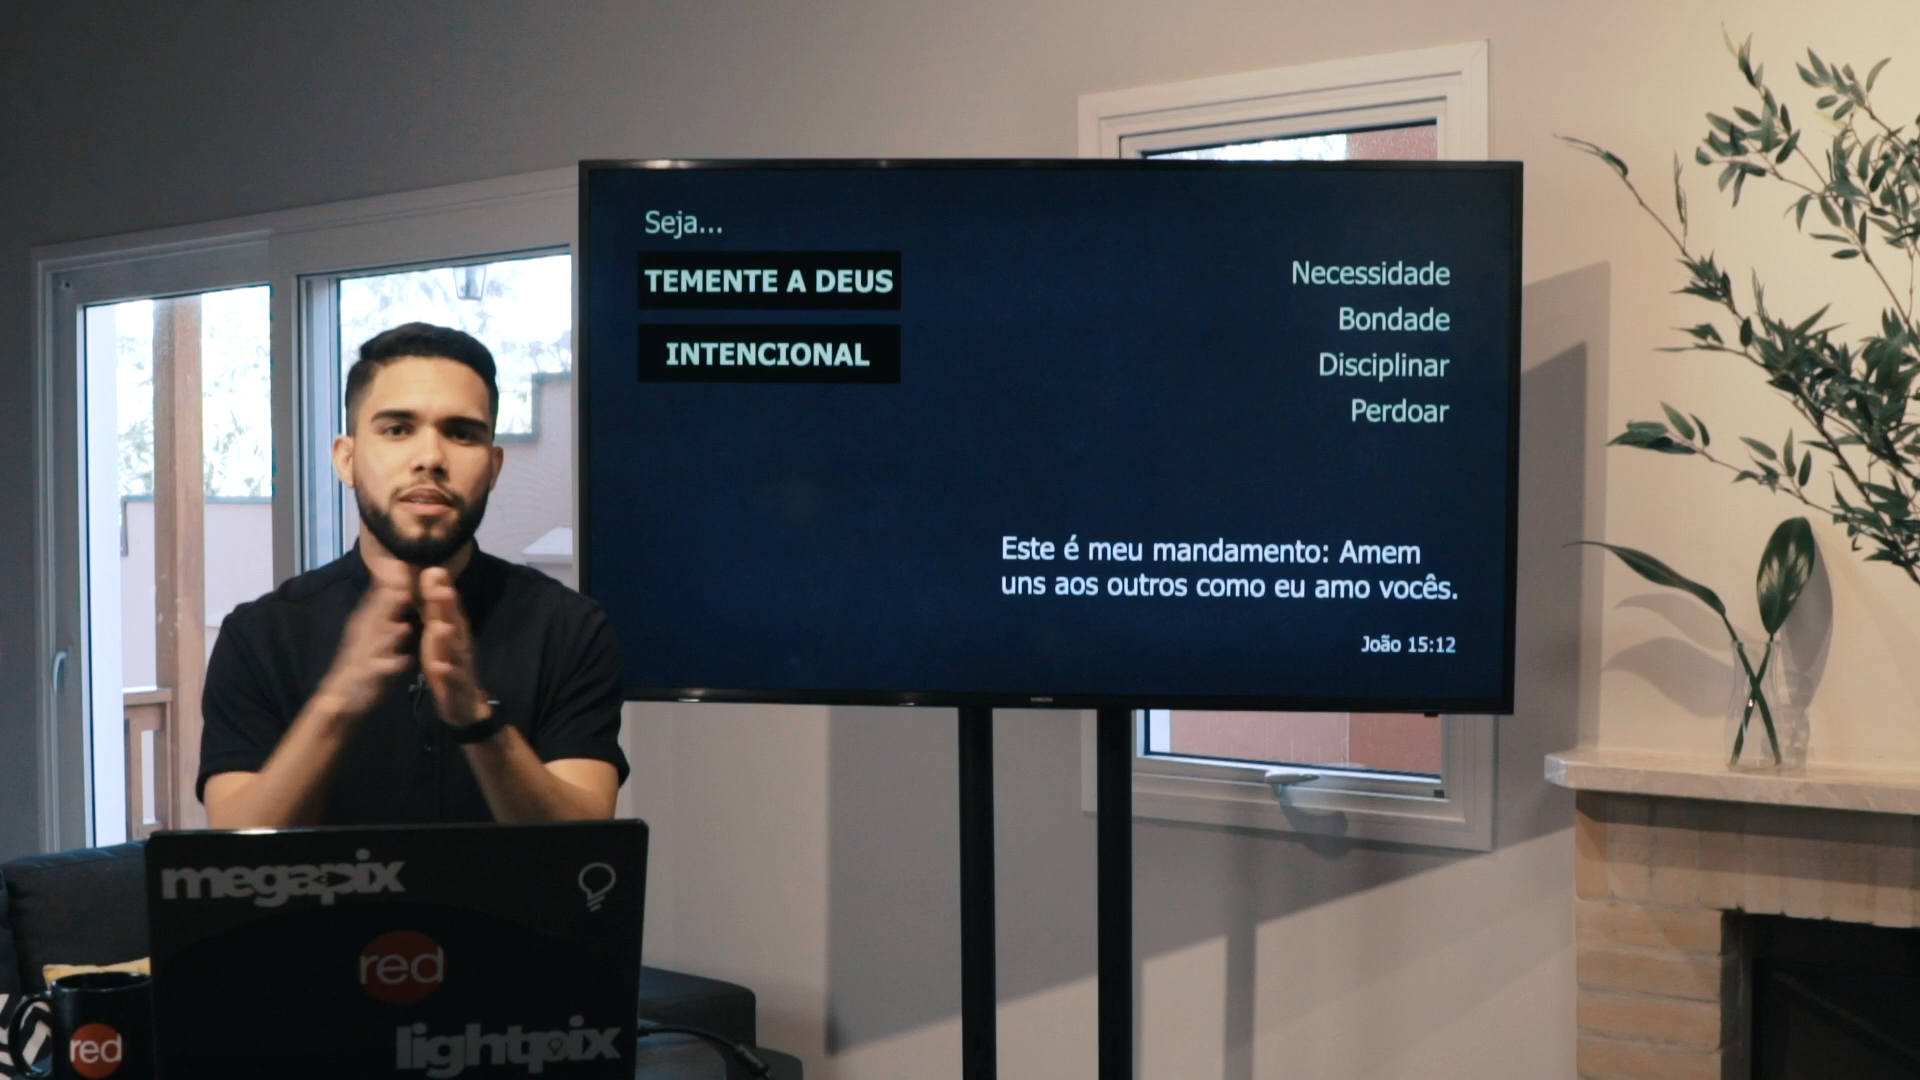 Seja...
TEMENTE A DEUS
INTENCIONAL
Necessidade
Bondade
Disciplinar
Perdoar
Este é meu mandamento: Amem
uns aos outros como eu amo vocês.
João 15:12
megapix
red
lightpix
red